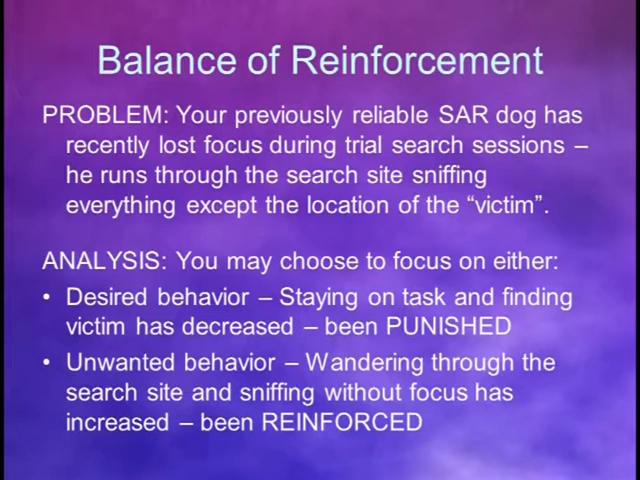 Balance of Reinforcement
PROBLEM: Your previously reliable SAR dog has
recently lost focus during trial search sessions –
he runs through the search site sniffing
everything except the location of the “victim”.
ANALYSIS: You may choose to focus on either:
• Desired behavior – Staying on task and finding
victim has decreased – been PUNISHED
• Unwanted behavior – Wandering through the
search site and sniffing without focus has
increased – been REINFORCED